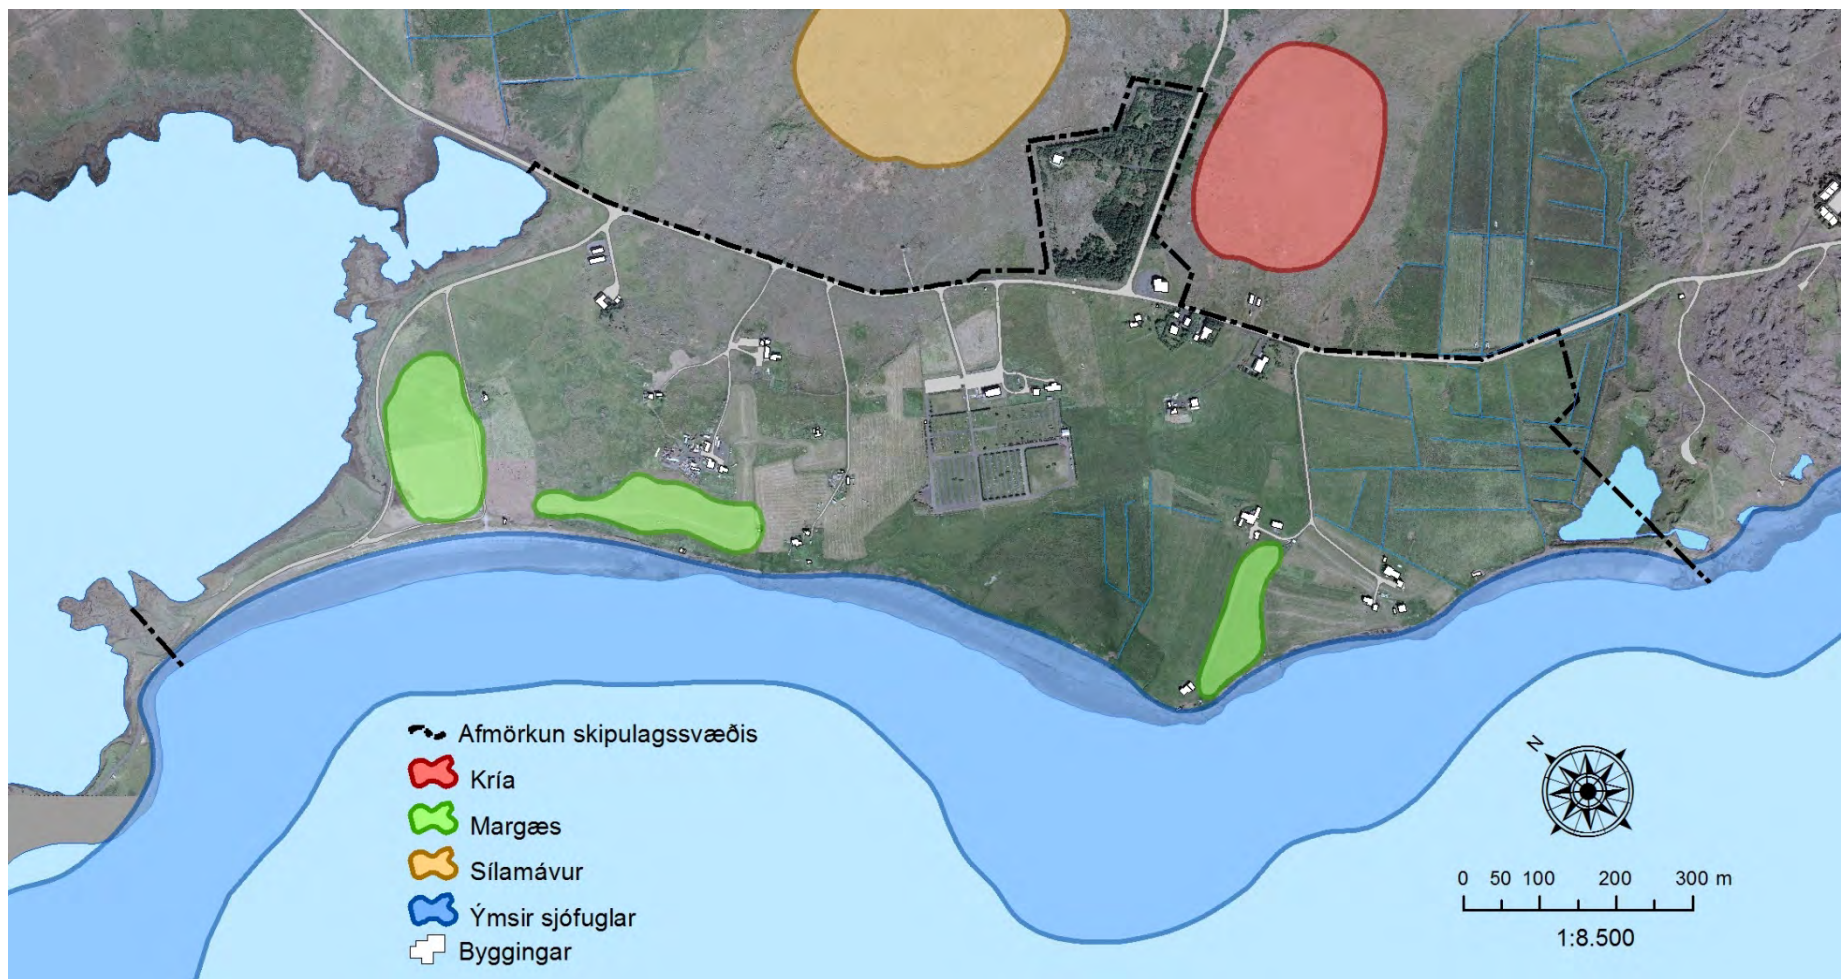 Afmörkun skipulagssvæðis
Kría
Margæs
Sílamávur
Ýmsir sjófuglar
Byggingar
N
0 50 100 200 300 m
1:8.500